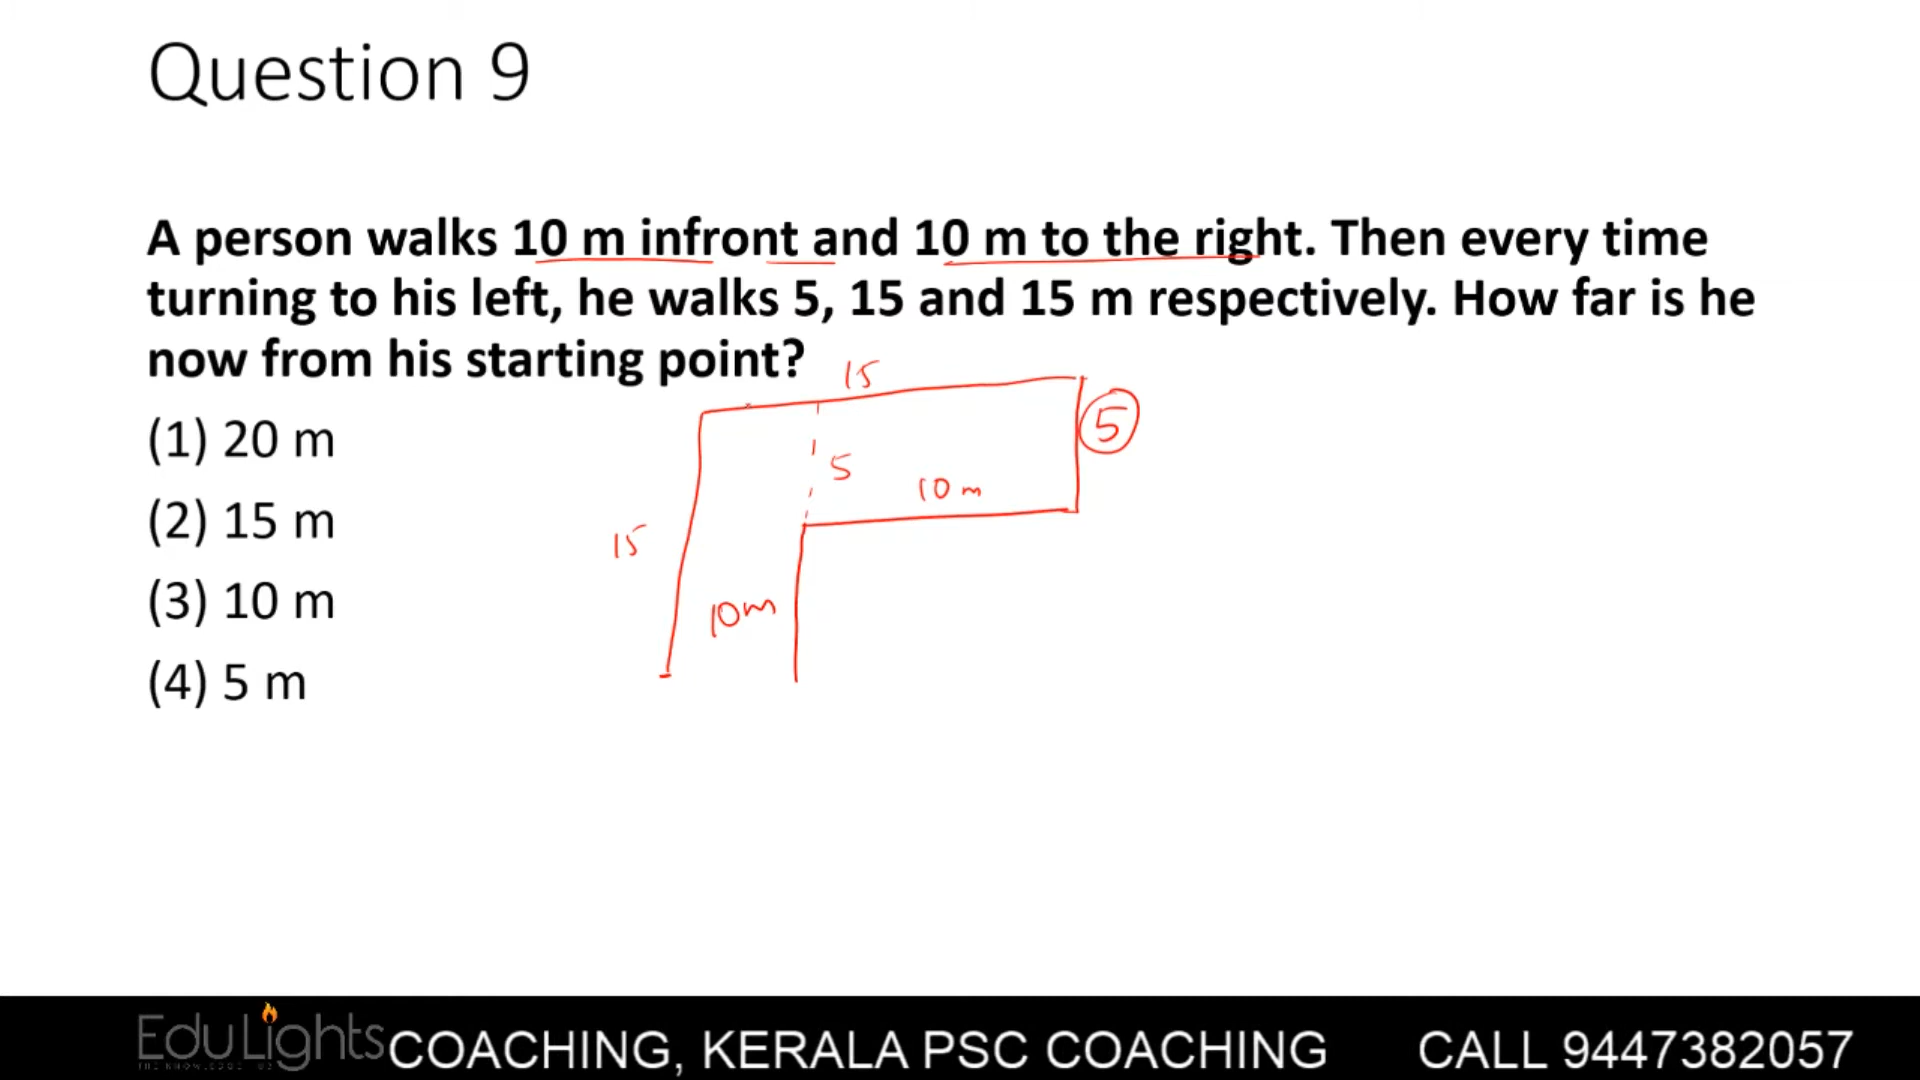 Question 9
A person walks 10 m infront and 10 m to the right. Then every time
turning to his left, he walks 5, 15 and 15 m respectively. How far is he
now from his starting point?
15
(1) 20 m
5
5
10 m
(2) 15 m
15
(3) 10 m
10m
(4) 5 m
EduLights
COACHING, KERALA PSC COACHING
CALL 9447382057